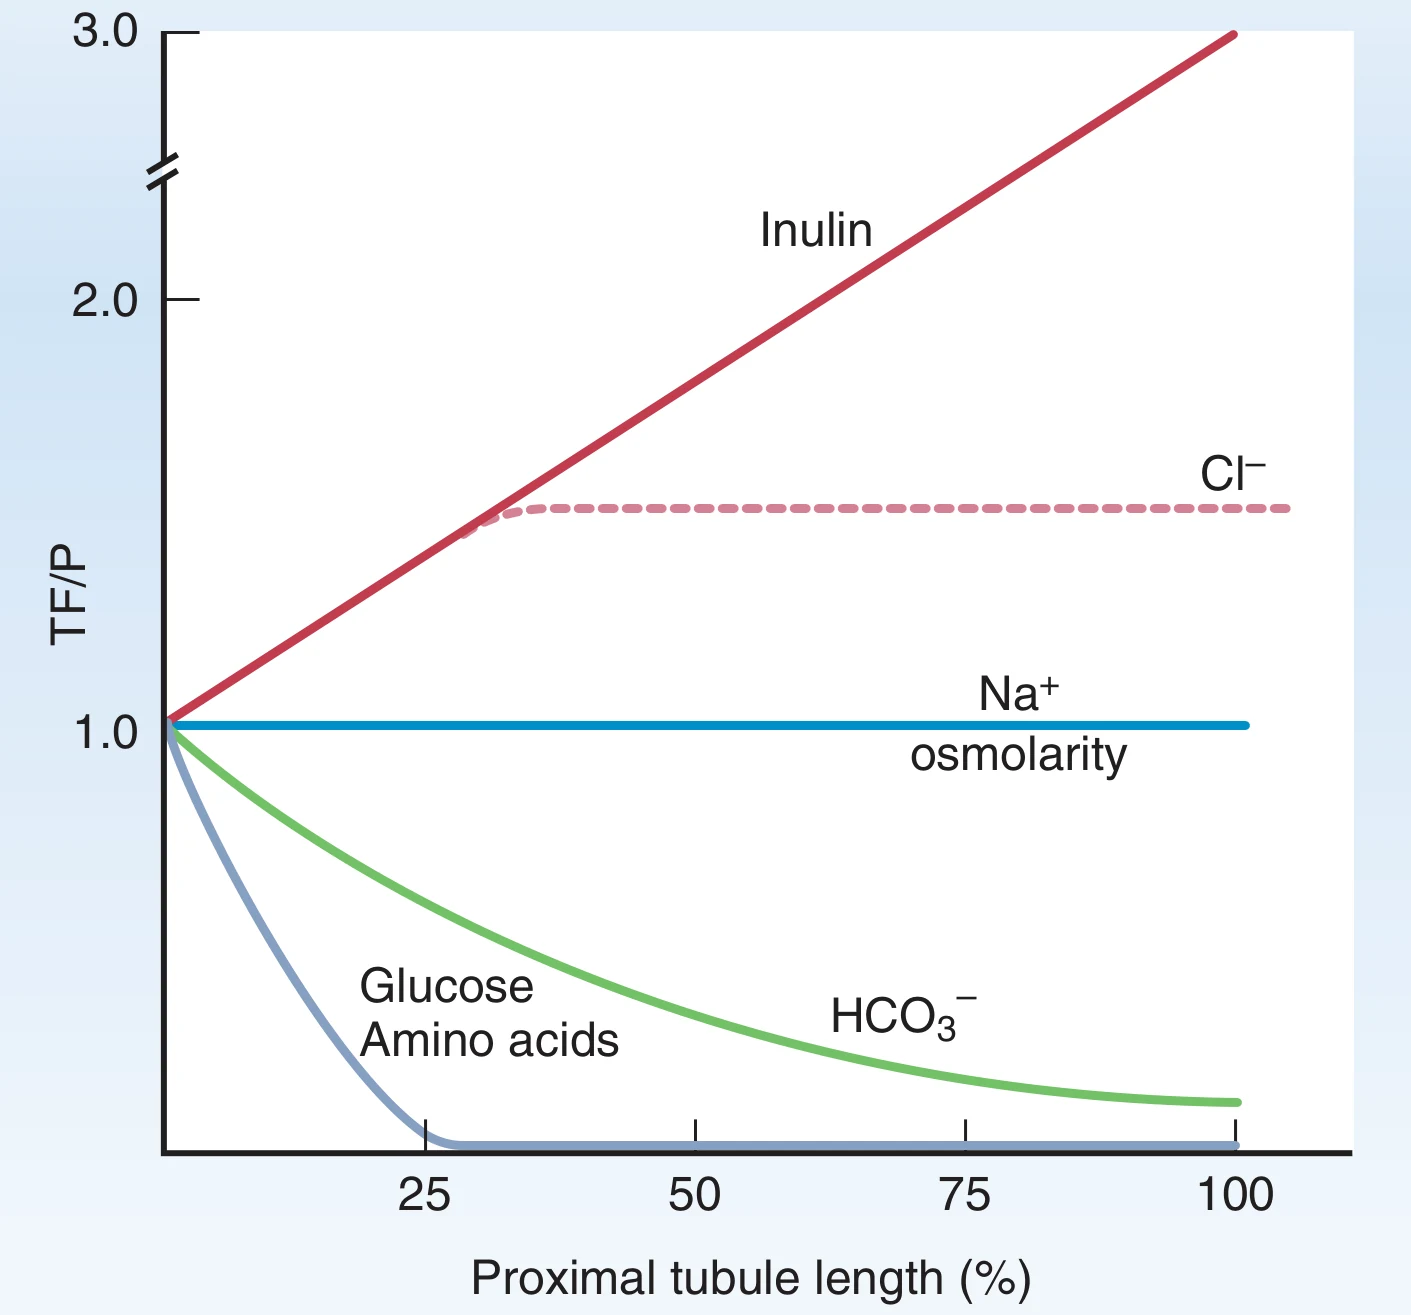 3.0
Inulin
2.0
Cl⁻
TF/P
Na⁺
1.0
osmolarity
Glucose
Amino acids
HCO₃⁻
25 50 75 100
Proximal tubule length (%)